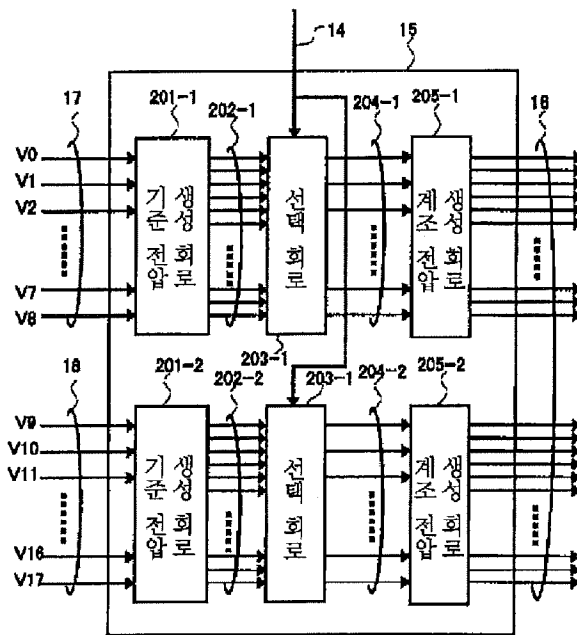 14
15
17
201-1
202-1
204-1
205-1
16
V0
V1
V2
V7
V8
기준 전압
생성 회로
선택 회로
계조 전압
생성 회로
203-1
18
201-2
202-2
203-1
204-2
205-2
V9
V10
V11
V16
V17
기준 전압
생성 회로
선택 회로
계조 전압
생성 회로